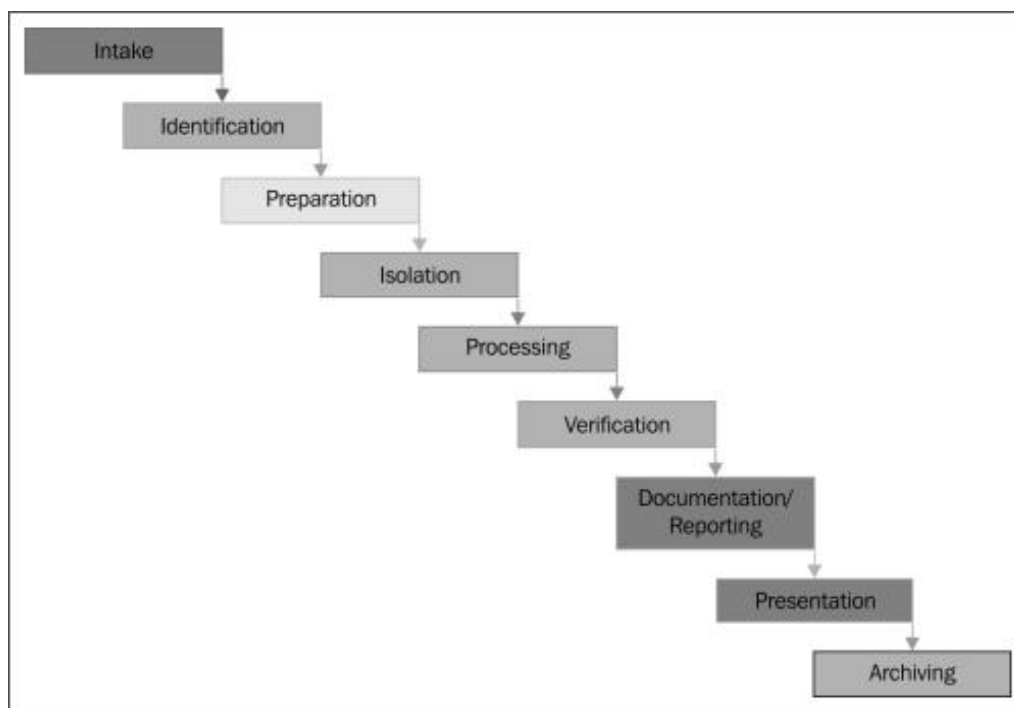 Intake
Identification
Preparation
Isolation
Processing
Verification
Documentation/
Reporting
Presentation
Archiving